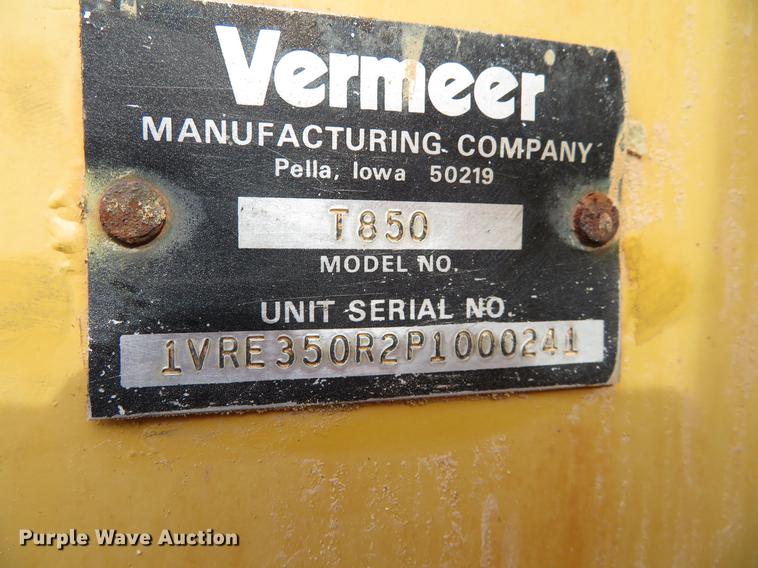 Vermeer
MANUFACTURING COMPANY
Pella, Iowa 50219
T850
MODEL NO.
UNIT SERIAL NO.
1VRE350R2P1000241
Purple Wave Auction